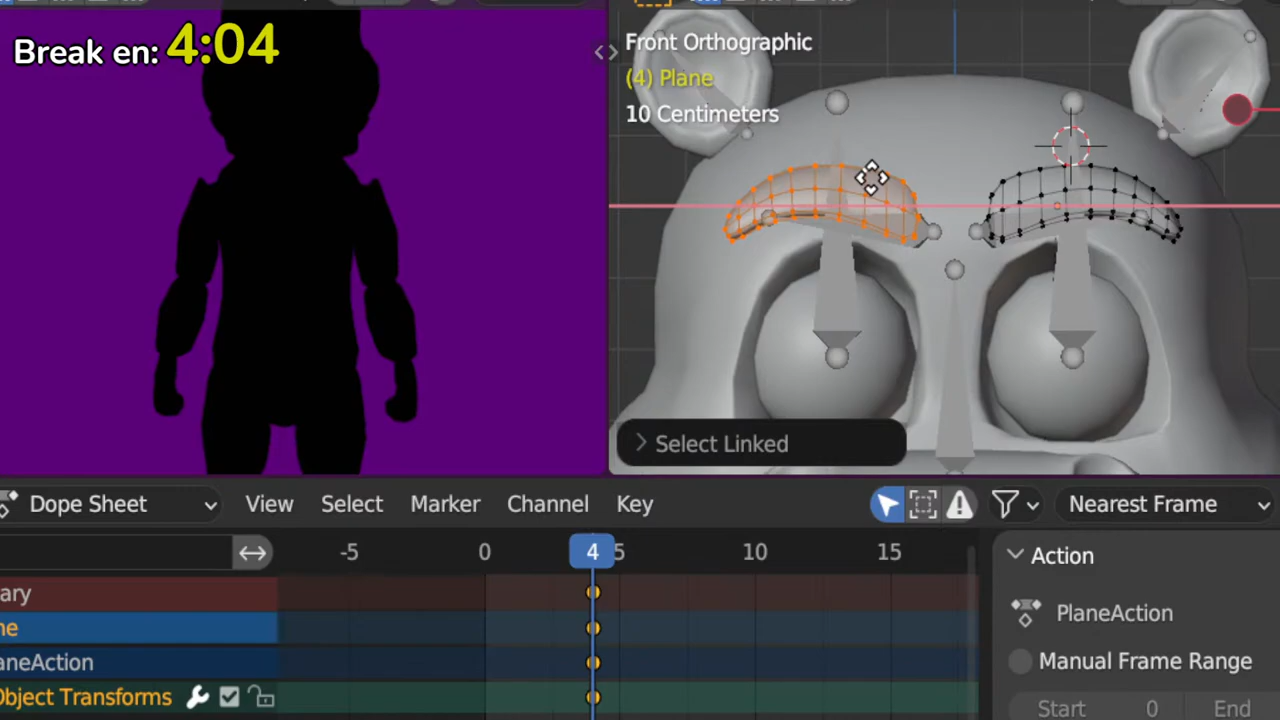 Break en: 4:04
Front Orthographic
(4) Plane
10 Centimeters
Select Linked
Dope Sheet View Select Marker Channel Key Nearest Frame
-5 0 4 5 10 15
Action
ary
ne
PlaneAction
aneAction
Manual Frame Range
Object Transforms
Start 0 End